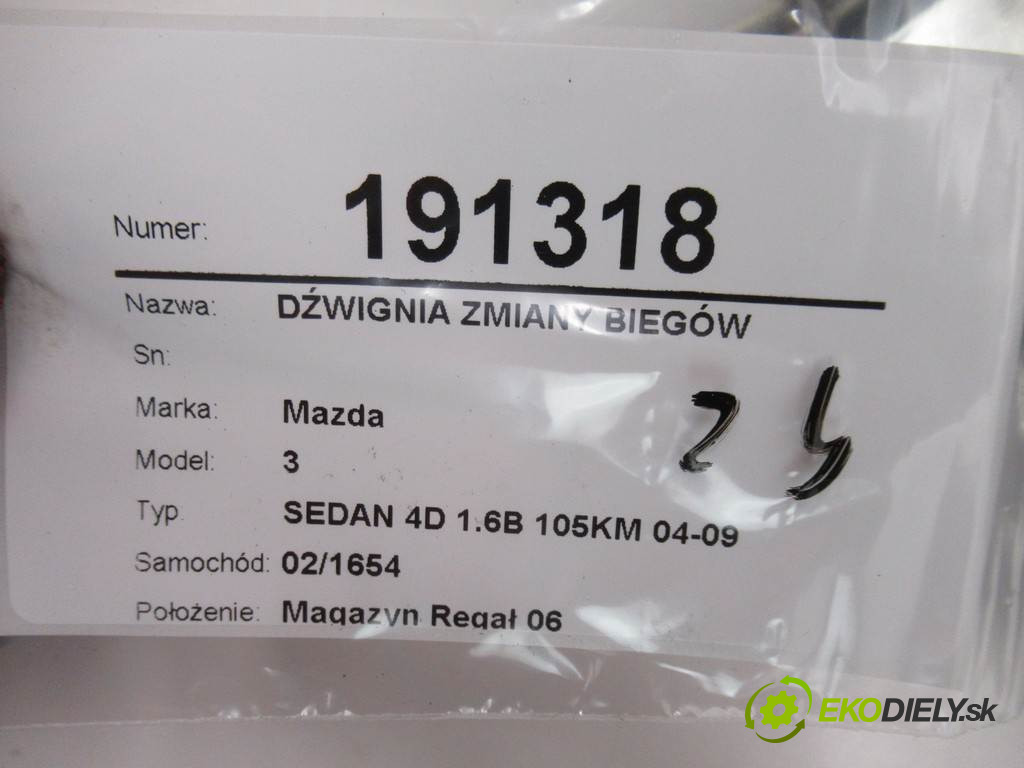 Numer: 191318
Nazwa: DŹWIGNIA ZMIANY BIEGÓW
Sn:
Marka: Mazda
Model: 3
Typ: SEDAN 4D 1.6B 105KM 04-09
Samochód: 02/1654
Położenie: Magazyn Regał 06
EKODIELY.sk